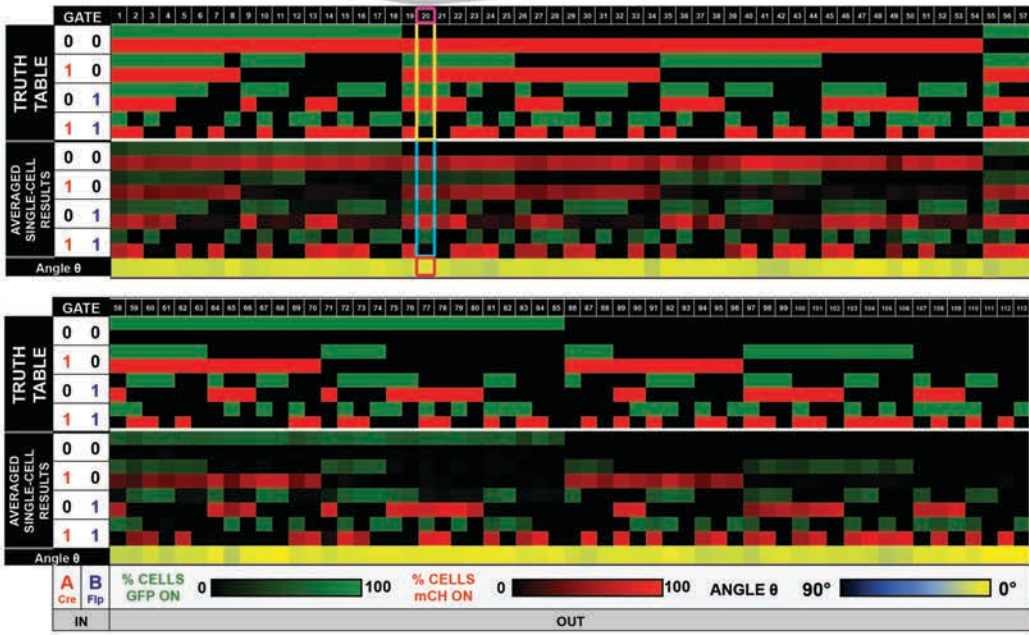 GATE 1 2 3 4 5 6 7 8 9 10 11 12 13 14 15 16 17 18 19 20 21 22 23 24 25 26 27 28 29 30 31 32 33 34 35 36 37 38 39 40 41 42 43 44 45 46 47 48 49 50 51 52 53 54 55 56 57
TRUTH TABLE
0 0
1 0
0 1
1 1
AVERAGED SINGLE-CELL RESULTS
0 0
1 0
0 1
1 1
Angle θ
GATE 58 59 60 61 62 63 64 65 66 67 68 69 70 71 72 73 74 75 76 77 78 79 80 81 82 83 84 85 86 87 88 89 90 91 92 93 94 95 96 97 98 99 100 101 102 103 104 105 106 107 108 109 110 111 112 113
TRUTH TABLE
0 0
1 0
0 1
1 1
AVERAGED SINGLE-CELL RESULTS
0 0
1 0
0 1
1 1
Angle θ
A B % CELLS GFP ON 0 100 % CELLS mCH ON 0 100 ANGLE θ 90° 0°
Cre Flp
IN OUT